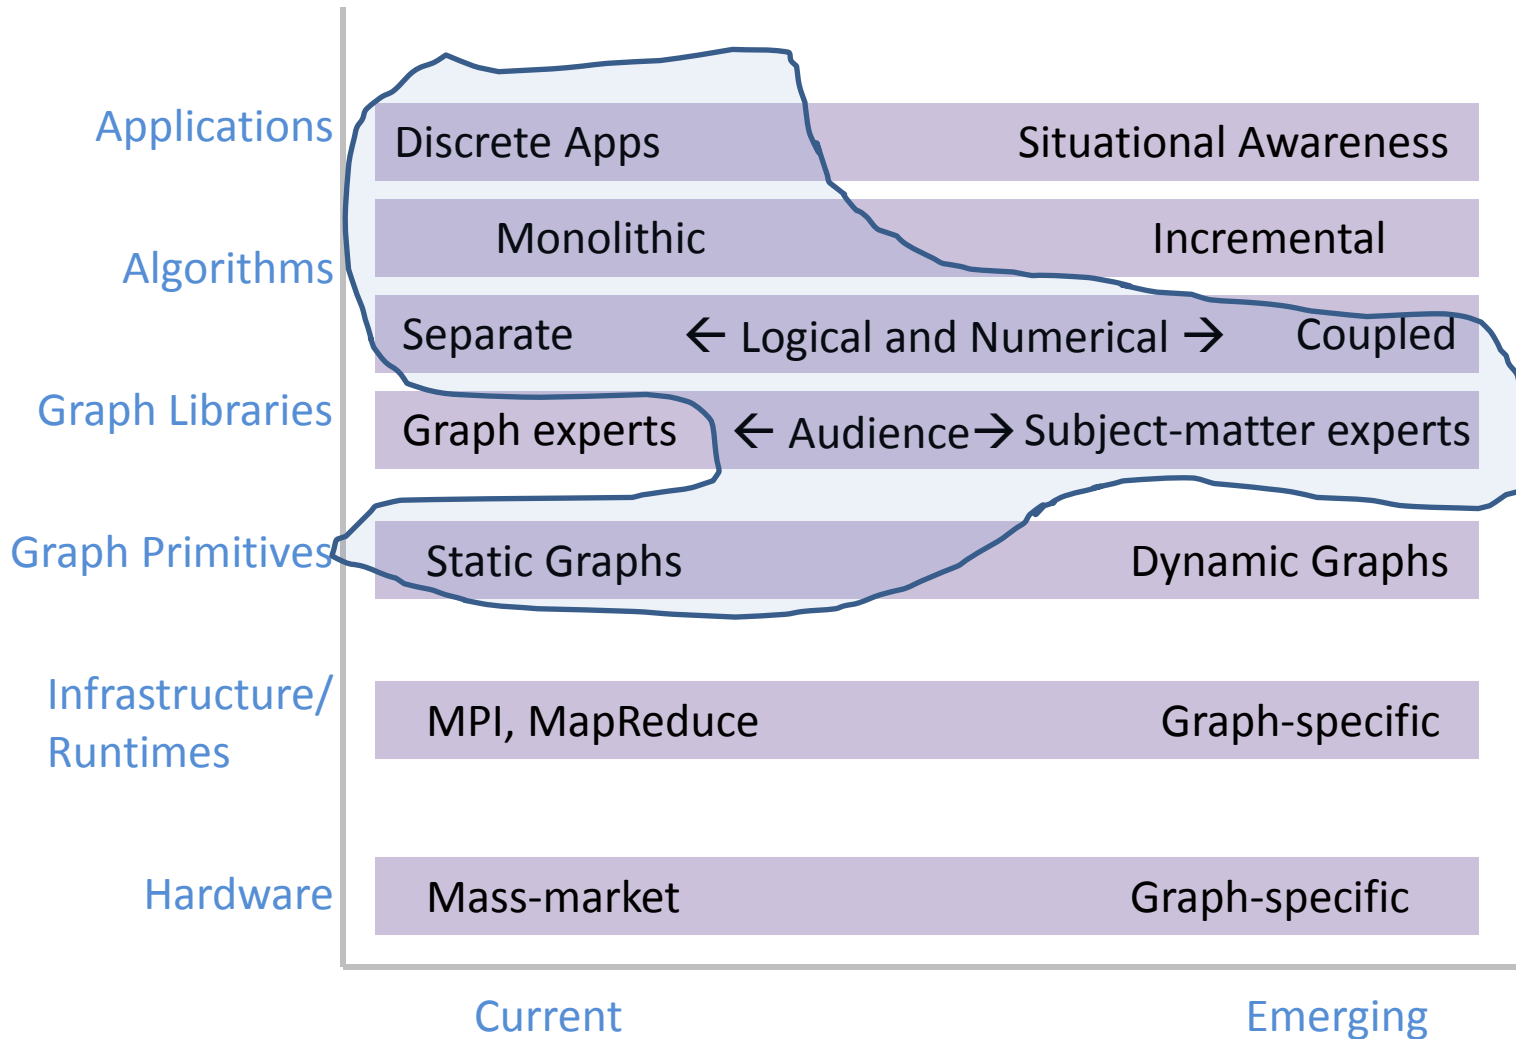 Applications
Discrete Apps Situational Awareness
Monolithic Incremental
Algorithms
Separate ← Logical and Numerical → Coupled
Graph Libraries
Graph experts ← Audience → Subject-matter experts
Graph Primitives
Static Graphs Dynamic Graphs
Infrastructure/
Runtimes
MPI, MapReduce Graph-specific
Hardware
Mass-market Graph-specific
Current Emerging